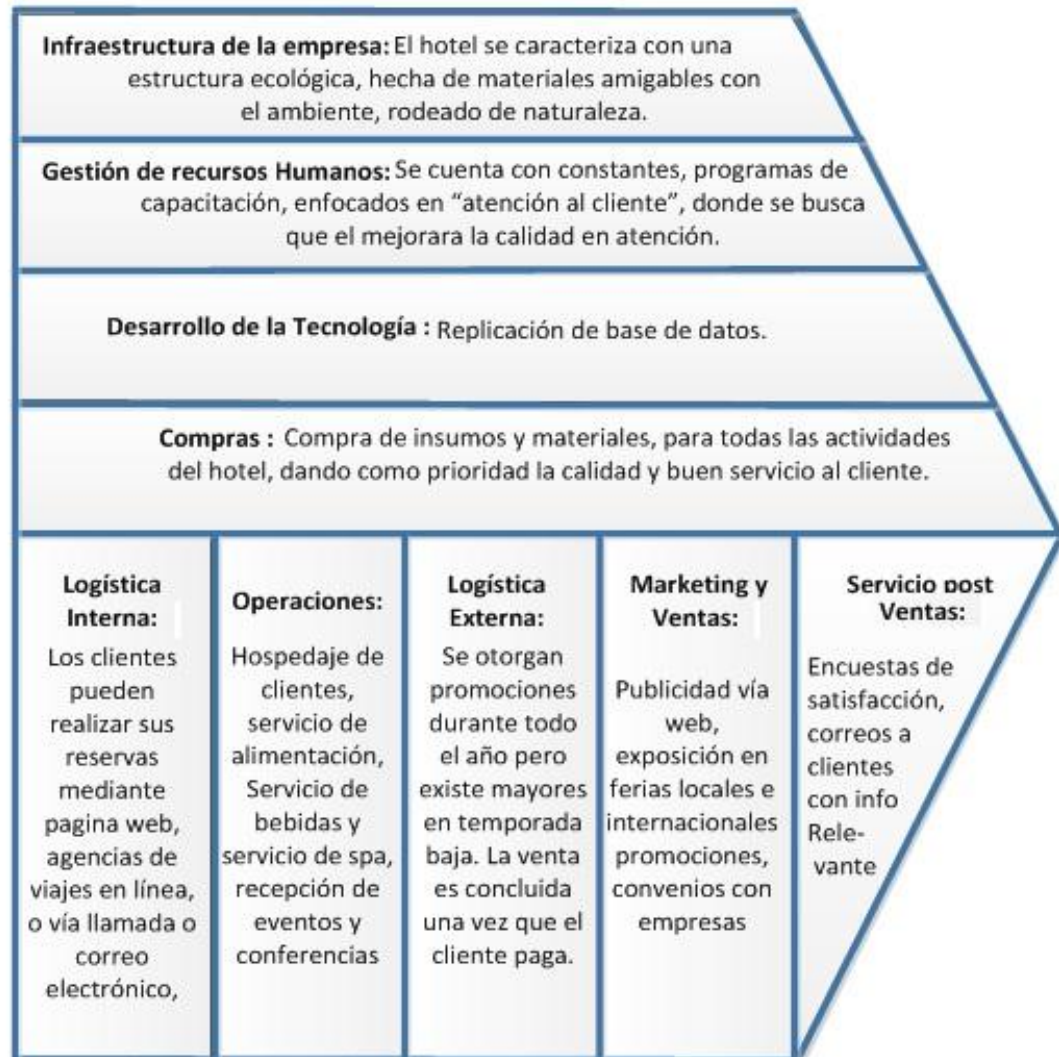 Infraestructura de la empresa: El hotel se caracteriza con una
estructura ecológica, hecha de materiales amigables con
el ambiente, rodeado de naturaleza.
Gestión de recursos Humanos: Se cuenta con constantes, programas de
capacitación, enfocados en “atención al cliente”, donde se busca
que el mejorara la calidad en atención.
Desarrollo de la Tecnología : Replicación de base de datos.
Compras : Compra de insumos y materiales, para todas las actividades
del hotel, dando como prioridad la calidad y buen servicio al cliente.
Logística
Interna:
Los clientes
pueden
realizar sus
reservas
mediante
pagina web,
agencias de
viajes en línea,
o vía llamada o
correo
electrónico,
Operaciones:
Hospedaje de
clientes,
servicio de
alimentación,
Servicio de
bebidas y
servicio de spa,
recepción de
eventos y
conferencias
Logística
Externa:
Se otorgan
promociones
durante todo
el año pero
existe mayores
en temporada
baja. La venta
es concluida
una vez que el
cliente paga.
Marketing y
Ventas:
Publicidad vía
web,
exposición en
ferias locales e
internacionales
promociones,
convenios con
empresas
Servicio post
Ventas:
Encuestas de
satisfacción,
correos a
clientes
con info
Rele-
vante